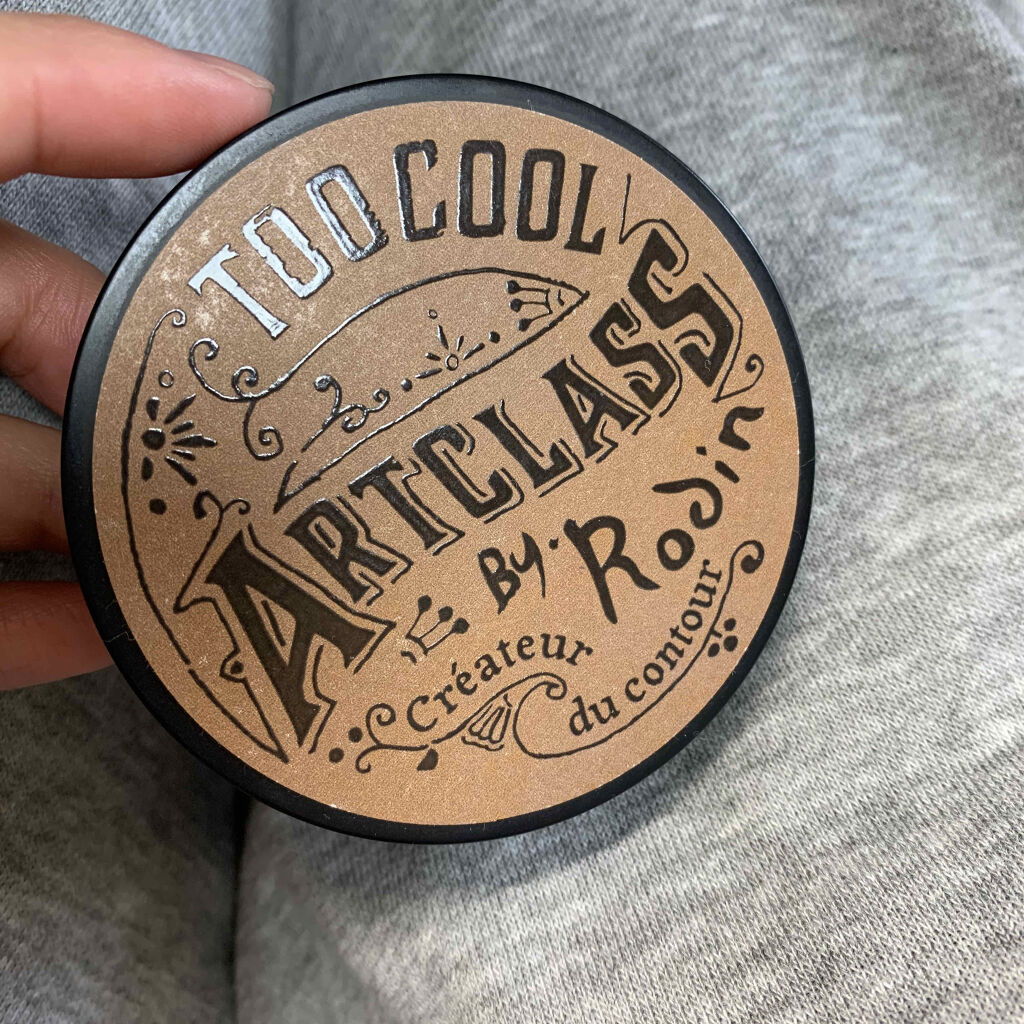 TOO COOL
ARTCLASS
By. Rodin
Créateur
du contour